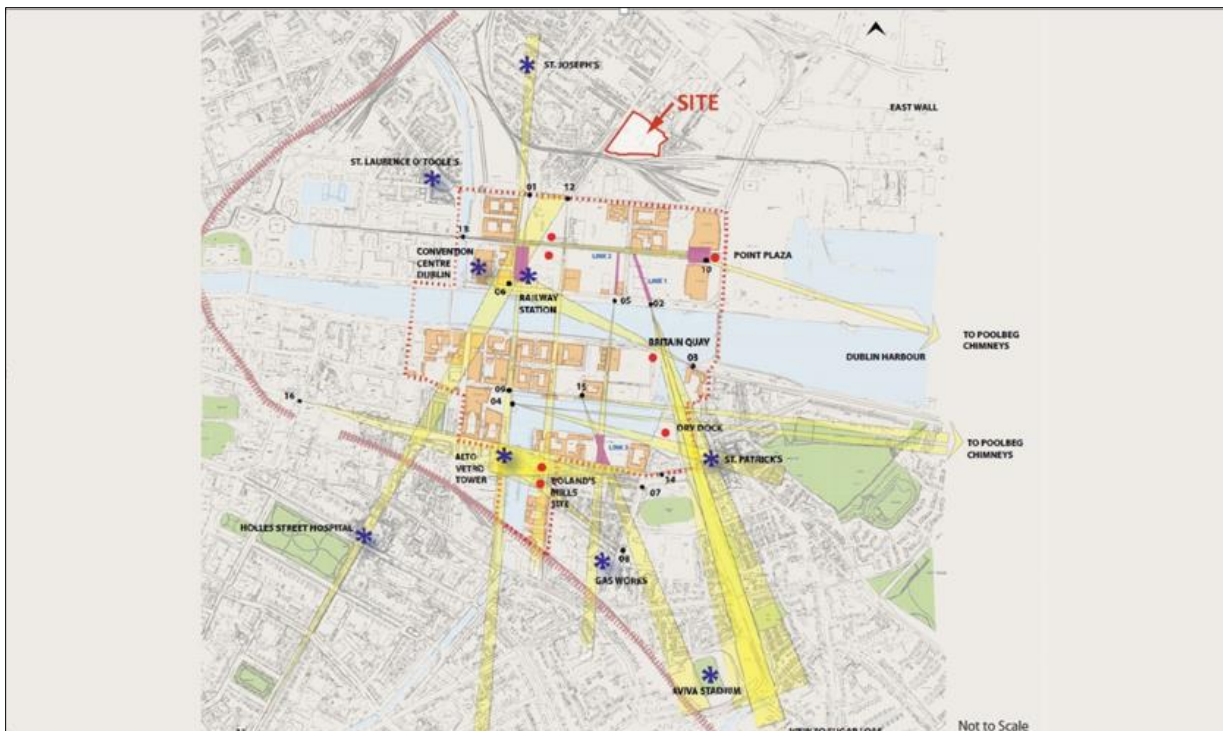 ST. JOSEPH'S
SITE
EAST WALL
ST. LAURENCE O'TOOLE'S
01
12
13
CONVENTION
CENTRE
DUBLIN
LINK 2
POINT PLAZA
10
LINK 1
06
RAILWAY
STATION
05
02
TO POOLBEG
CHIMNEYS
BRITAIN QUAY
DUBLIN HARBOUR
03
09
15
16
04
DRY DOCK
TO POOLBEG
CHIMNEYS
LINK 3
ALTO
VETRO
TOWER
ST. PATRICK'S
BOLAND'S
MILLS
SITE
14
07
HOLLES STREET HOSPITAL
08
GAS WORKS
AVIVA STADIUM
Not to Scale